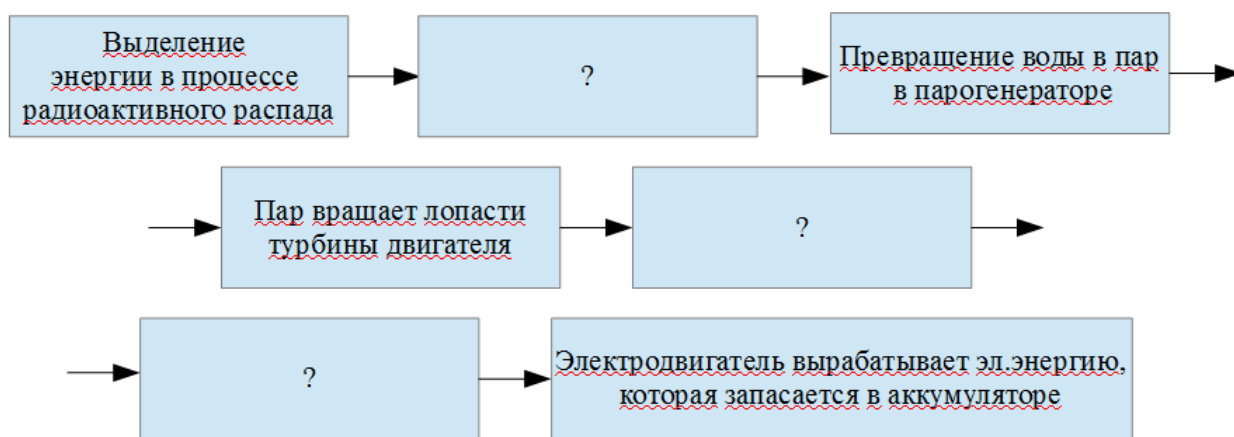 Выделение
энергии в процессе
радиоактивного распада
?
Превращение воды в пар
в парогенераторе
Пар вращает лопасти
турбины двигателя
?
?
Электродвигатель вырабатывает эл.энергию,
которая запасается в аккумуляторе